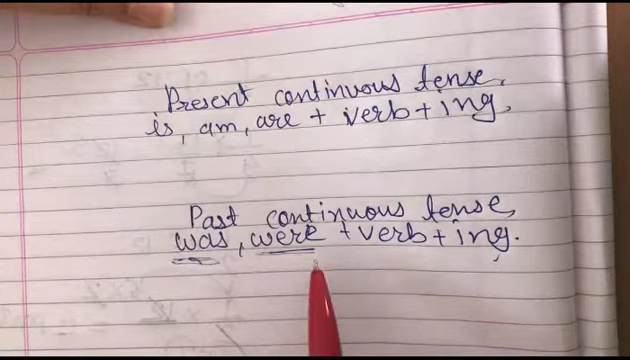 Present continuous tense,
is, am, are + verb + ing,
Past continuous tense,
was, were + verb + ing.